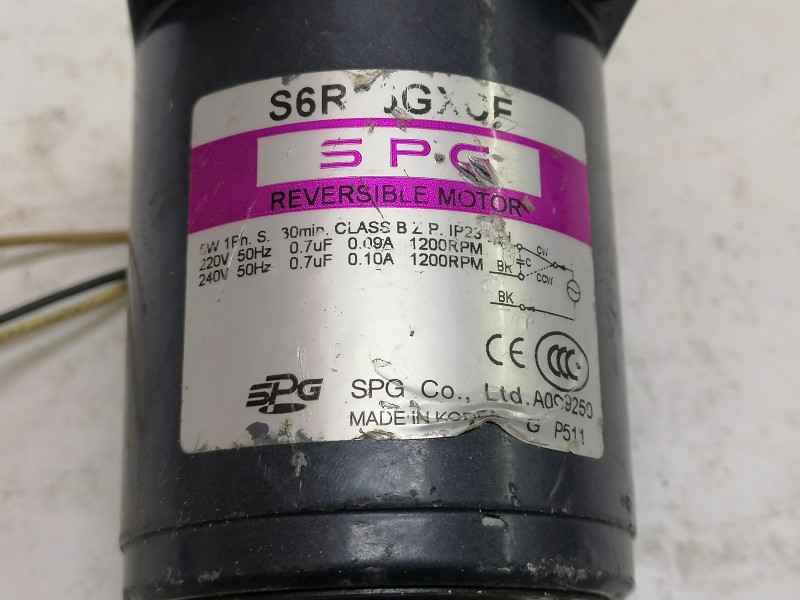 SPG
REVERSIBLE MOTOR
1Ph. S. 30min. CLASS B Z.P. IP23
220V 50Hz 0.7uF 0.09A 1200RPM
240V 50Hz 0.7uF 0.10A 1200RPM
CW
C
BR CCW
BK
CE CCC S
SPG SPG Co., Ltd.
MADE iN
G P511